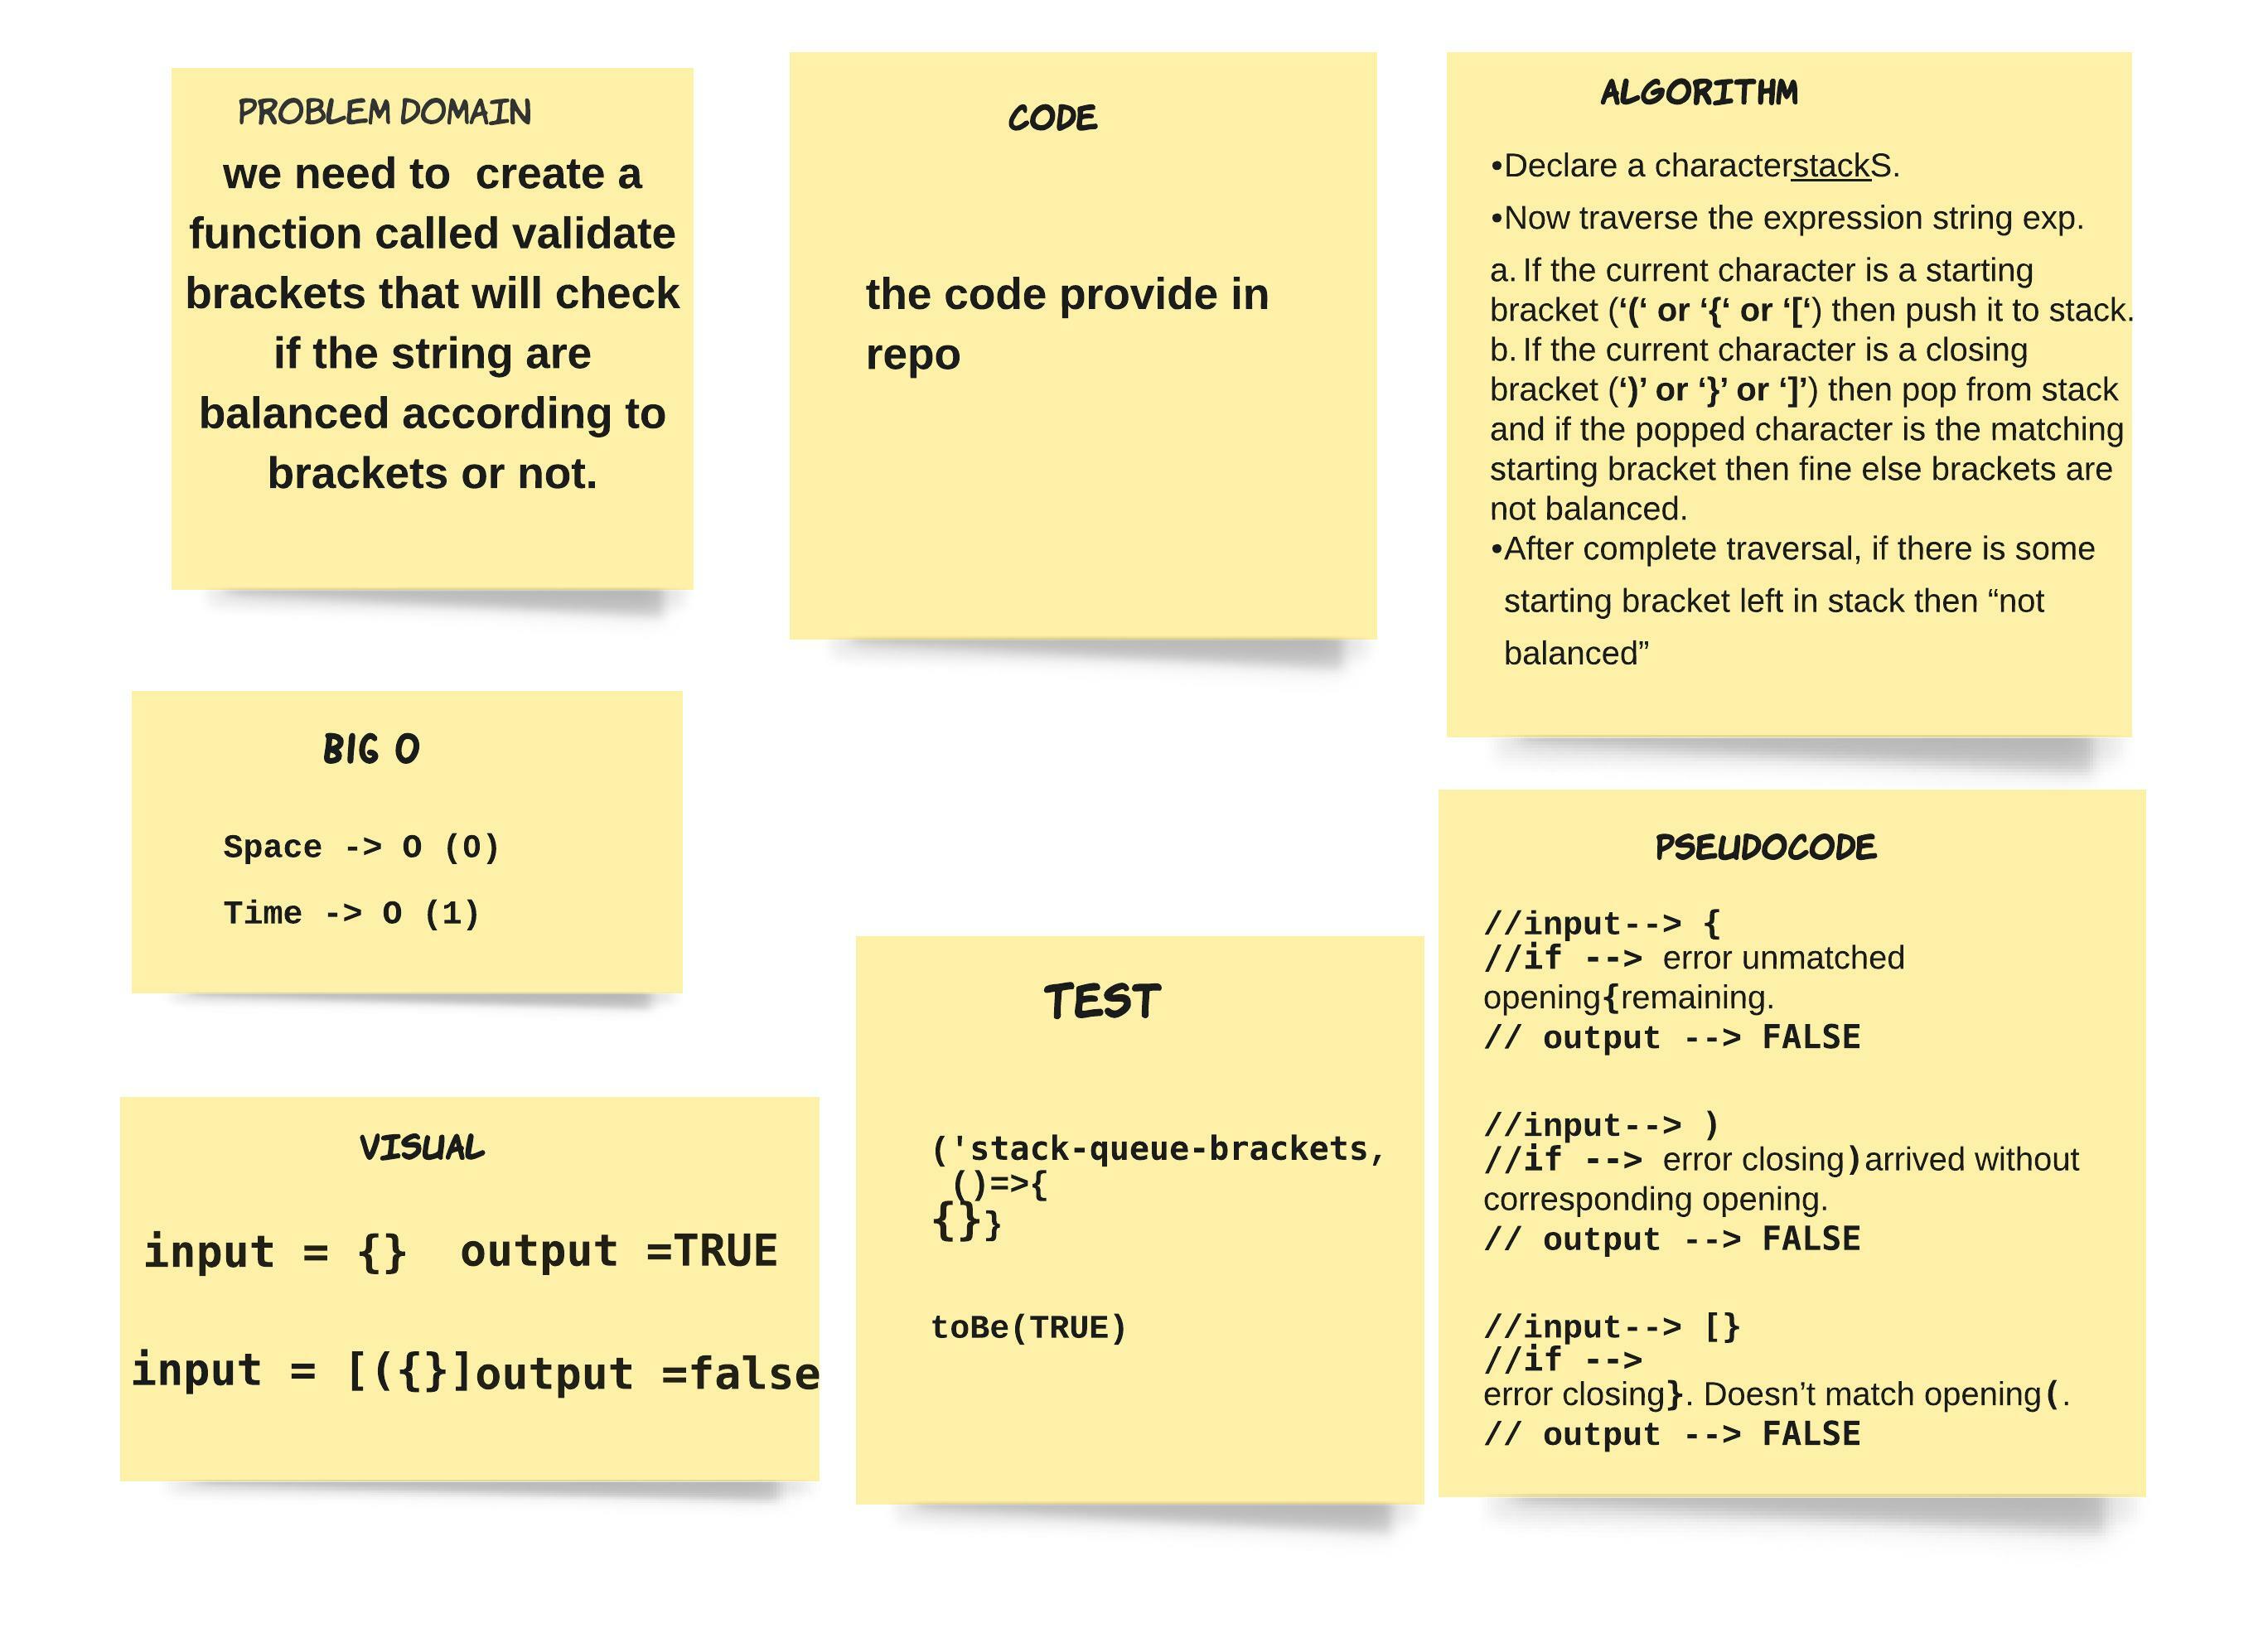 PROBLEM DOMAIN
we need to  create a
function called validate
brackets that will check
if the string are
balanced according to
brackets or not.
CODE
the code provide in
repo
ALGORITHM
•Declare a characterstackS.
•Now traverse the expression string exp.
a. If the current character is a starting
bracket (‘(‘ or ‘{‘ or ‘[‘) then push it to stack.
b. If the current character is a closing
bracket (‘)’ or ‘}’ or ‘]’) then pop from stack
and if the popped character is the matching
starting bracket then fine else brackets are
not balanced.
•After complete traversal, if there is some
starting bracket left in stack then “not
balanced”
BIG O
Space -> O (0)
Time -> O (1)
VISUAL
input = {}  output =TRUE
input = [({}]output =false
TEST
('stack-queue-brackets,
()=>{
{}}
toBe(TRUE)
PSEUDOCODE
//input--> {
//if --> error unmatched
opening{remaining.
// output --> FALSE
//input--> )
//if --> error closing)arrived without
corresponding opening.
// output --> FALSE
//input--> [}
//if -->
error closing}. Doesn’t match opening(.
// output --> FALSE